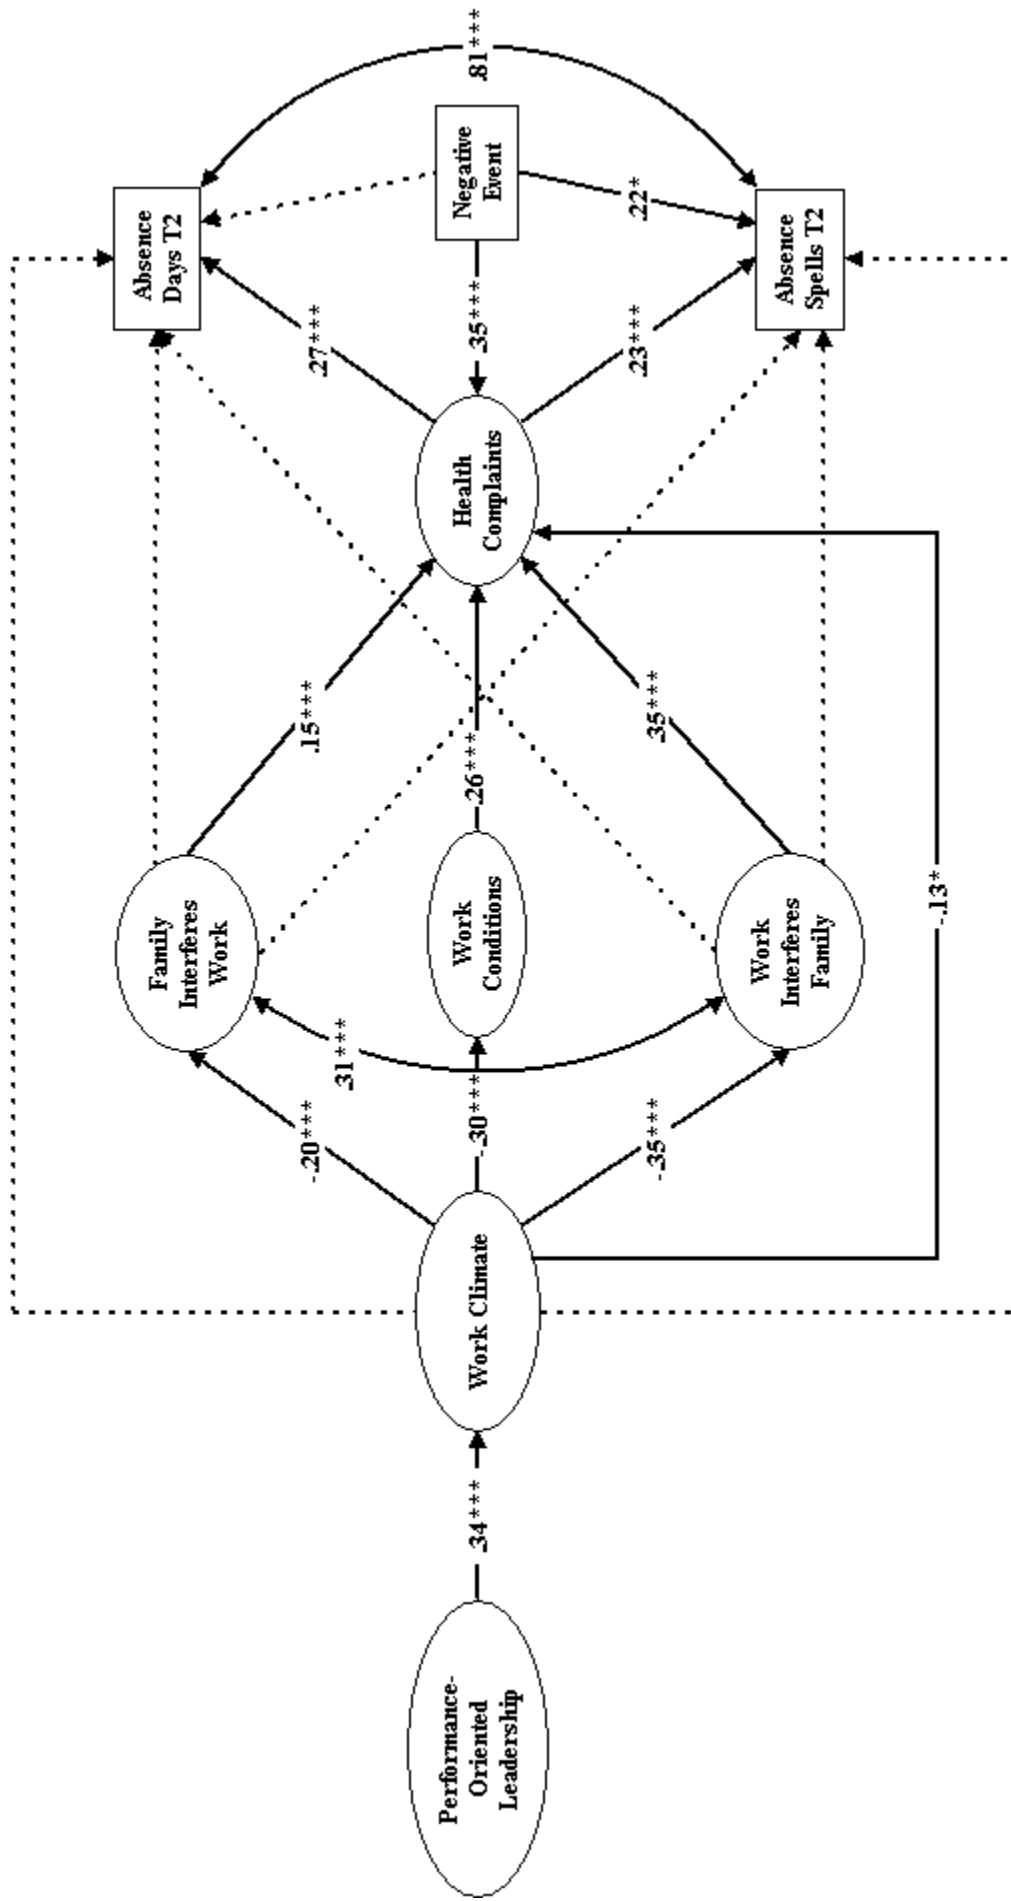 Performance-
Oriented
Leadership
.34***
Work Climate
-.20***
-.30***
-.35***
-.13*
.31***
Family
Interferes
Work
Work
Conditions
Work
Interferes
Family
.15***
.26***
.35***
Health
Complaints
.27***
.35***
.23***
Negative
Event
.22*
Absence
Days T2
Absence
Spells T2
.81***